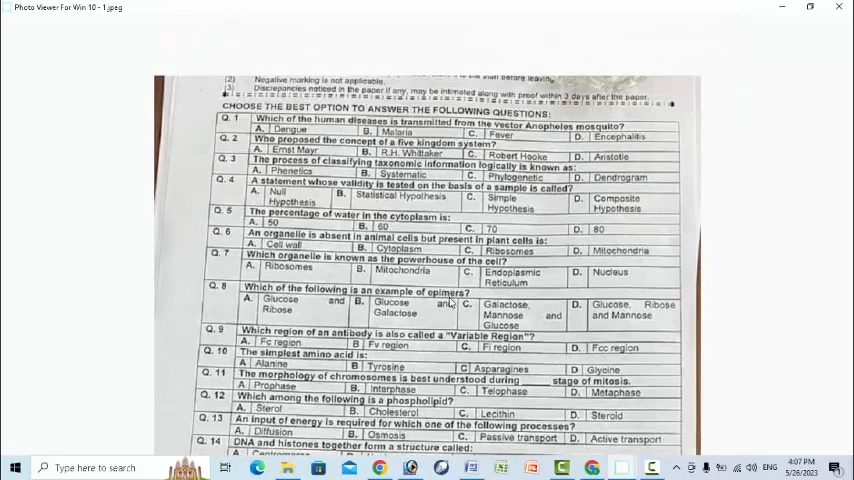 Photo Viewer For Win 10 - 1.jpeg
(2) Negative marking is not applicable.
(3) Discrepancies noticed in the paper if any, may be intimated along with proof within 3 days after the paper.
CHOOSE THE BEST OPTION TO ANSWER THE FOLLOWING QUESTIONS:
Q. 1 Which of the human diseases is transmitted from the vector Anopheles mosquito?
A. Dengue B. Malaria C. Fever D. Encephalitis
Q. 2 Who proposed the concept of a five kingdom system?
A. Ernst Mayr B. R.H. Whittaker C. Robert Hooke D. Aristotle
Q. 3 The process of classifying taxonomic information logically is known as:
A. Phenetics B. Systematic C. Phylogenetic D. Dendrogram
Q. 4 A statement whose validity is tested on the basis of a sample is called?
A. Null Hypothesis B. Statistical Hypothesis C. Simple Hypothesis D. Composite Hypothesis
Q. 5 The percentage of water in the cytoplasm is:
A. 50 B. 60 C. 70 D. 80
Q. 6 An organelle is absent in animal cells but present in plant cells is:
A. Cell wall B. Cytoplasm C. Ribosomes D. Mitochondria
Q. 7 Which organelle is known as the powerhouse of the cell?
A. Ribosomes B. Mitochondria C. Endoplasmic Reticulum D. Nucleus
Q. 8 Which of the following is an example of epimers?
A. Glucose and Ribose B. Glucose and Galactose C. Galactose, Mannose and Glucose D. Glucose, Ribose and Mannose
Q. 9 Which region of an antibody is also called a "Variable Region"?
A. Fc region B Fv region C. Fi region D. Fcc region
Q. 10 The simplest amino acid is:
A Alanine B Tyrosine C Asparagines D Glycine
Q. 11 The morphology of chromosomes is best understood during _____ stage of mitosis.
A Prophase B. Interphase C. Telophase D. Metaphase
Q. 12 Which among the following is a phospholipid?
A. Sterol B. Cholesterol C. Lecithin D. Steroid
Q. 13 An input of energy is required for which one of the following processes?
A. Diffusion B. Osmosis C. Passive transport D. Active transport
Q. 14 DNA and histones together form a structure called:
Type here to search
ENG
4:07 PM
5/26/2023